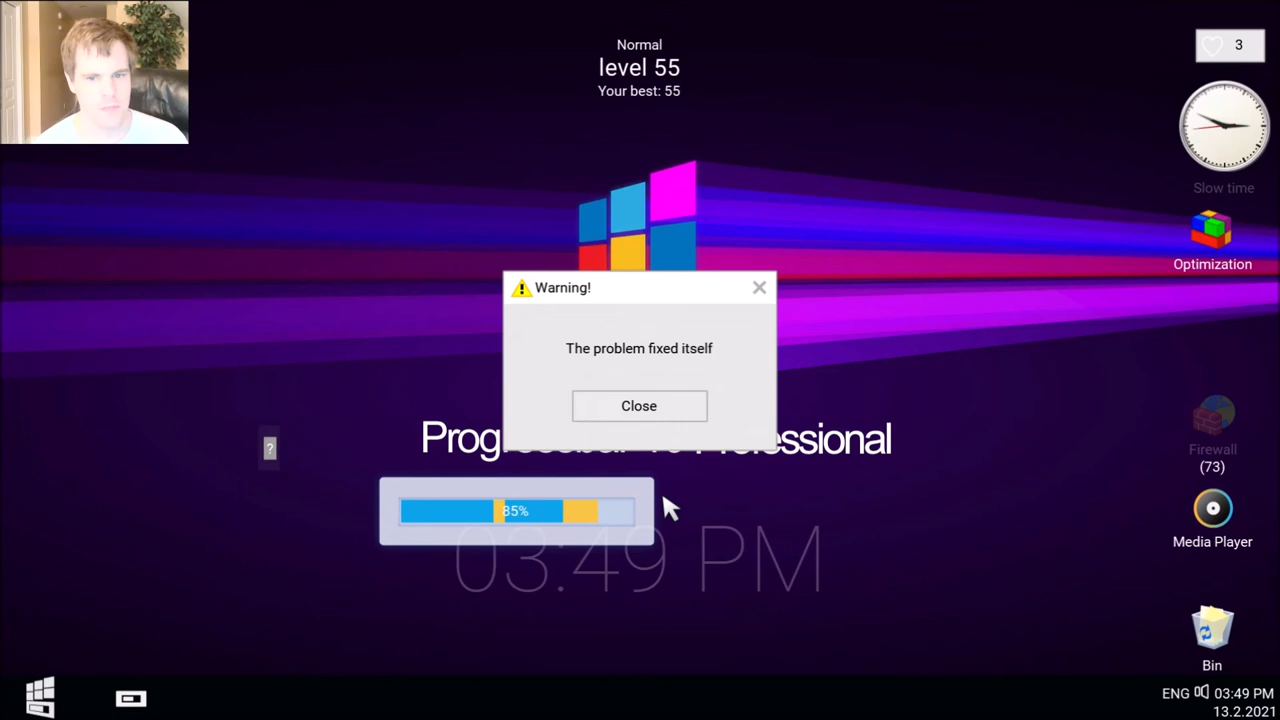 Normal
level 55
Your best: 55
3
Slow time
Optimization
Warning!
The problem fixed itself
Close
?
Firewall
(73)
85%
03:49 PM
Media Player
Bin
ENG 03:49 PM
13.2.2021